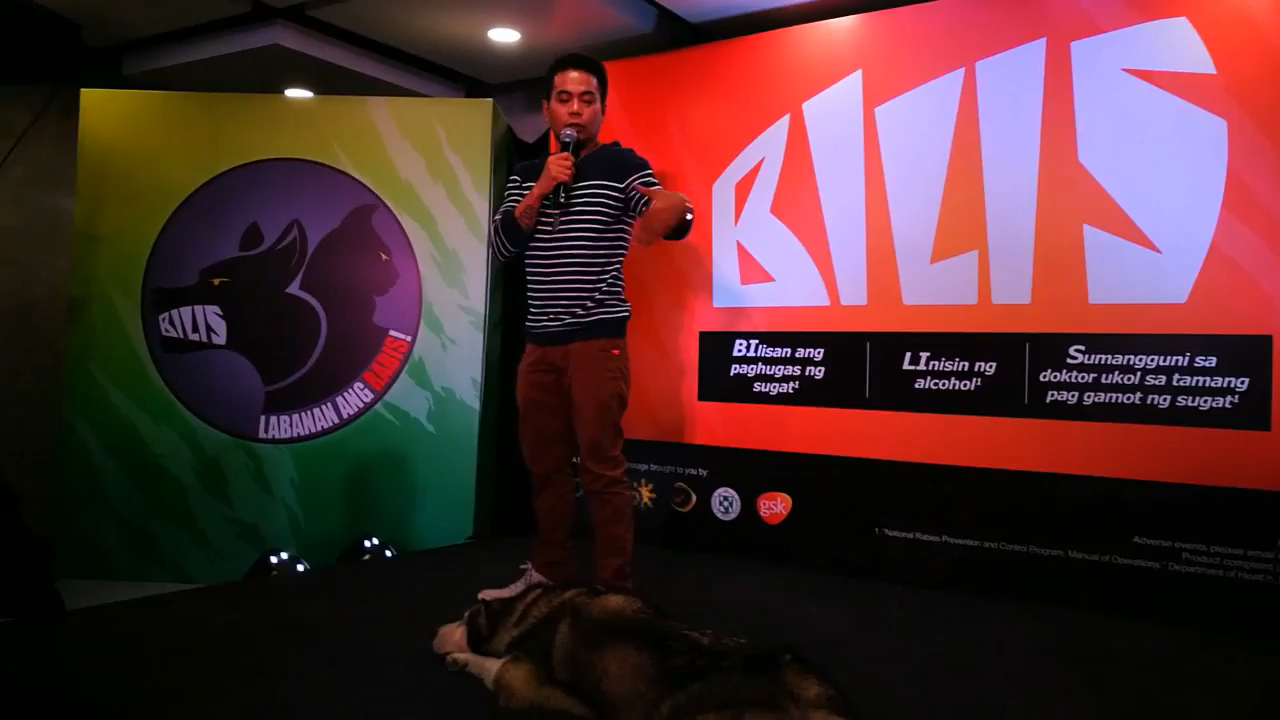 BILIS
LABANAN ANG RABIS!
BILIS
BIlisan ang
paghugas ng
sugat¹
LInisin ng
alcohol¹
Sumangguni sa
doktor ukol sa tamang
pag gamot ng sugat¹
brought to you by:
gsk
1. "National Rabies Prevention and Control Program, Manual of Operations." Department of
Adverse events please email
Product